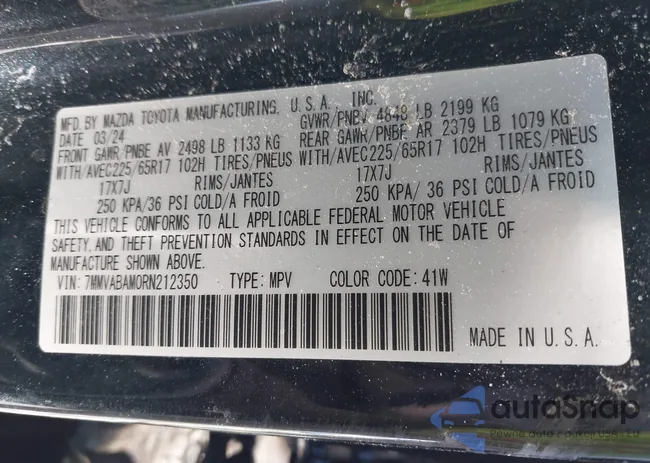 MFD. BY MAZDA TOYOTA MANUFACTURING, U.S.A., INC.
DATE 03/24 GVWR/PNBV 4848 LB 2199 KG
FRONT GAWR/PNBE AV 2498 LB 1133 KG REAR GAWR/PNBE AR 2379 LB 1079 KG
WITH/AVEC225/65R17 102H TIRES/PNEUS WITH/AVEC225/65R17 102H TIRES/PNEUS
17X7J RIMS/JANTES 17X7J RIMS/JANTES
250 KPA/36 PSI COLD/A FROID 250 KPA/ 36 PSI COLD/A FROID
THIS VEHICLE CONFORMS TO ALL APPLICABLE FEDERAL MOTOR VEHICLE
SAFETY, AND THEFT PREVENTION STANDARDS IN EFFECT ON THE DATE OF
MANUFACTURE SHOWN ABOVE.
VIN: 7MMVABAM0RN212350 TYPE: MPV COLOR CODE: 41W
MADE IN U.S.A.
autoSnap